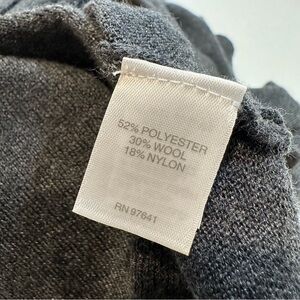 52% POLYESTER
30% WOOL
18% NYLON
RN 97641